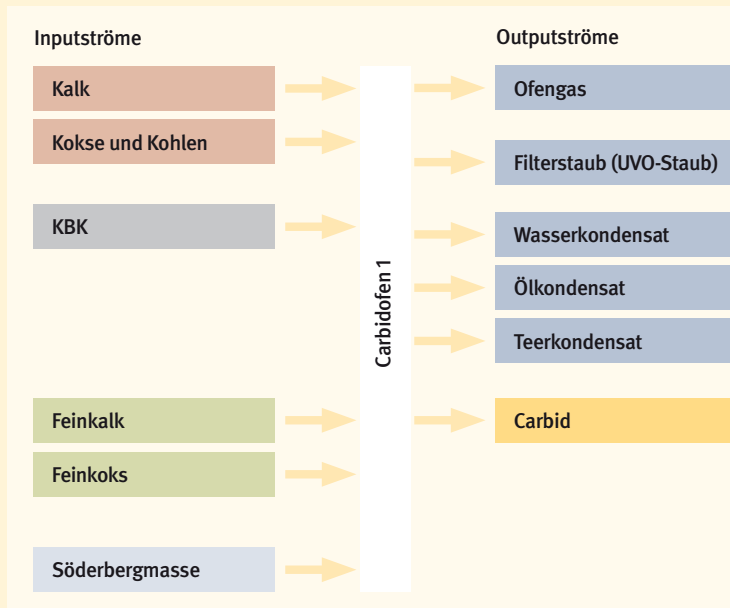 Inputströme
Kalk
Kokse und Kohlen
KBK
Feinkalk
Feinkoks
Söderbergmasse
Carbidofen 1
Outputströme
Ofengas
Filterstaub (UVO-Staub)
Wasserkondensat
Ölkondensat
Teerkondensat
Carbid